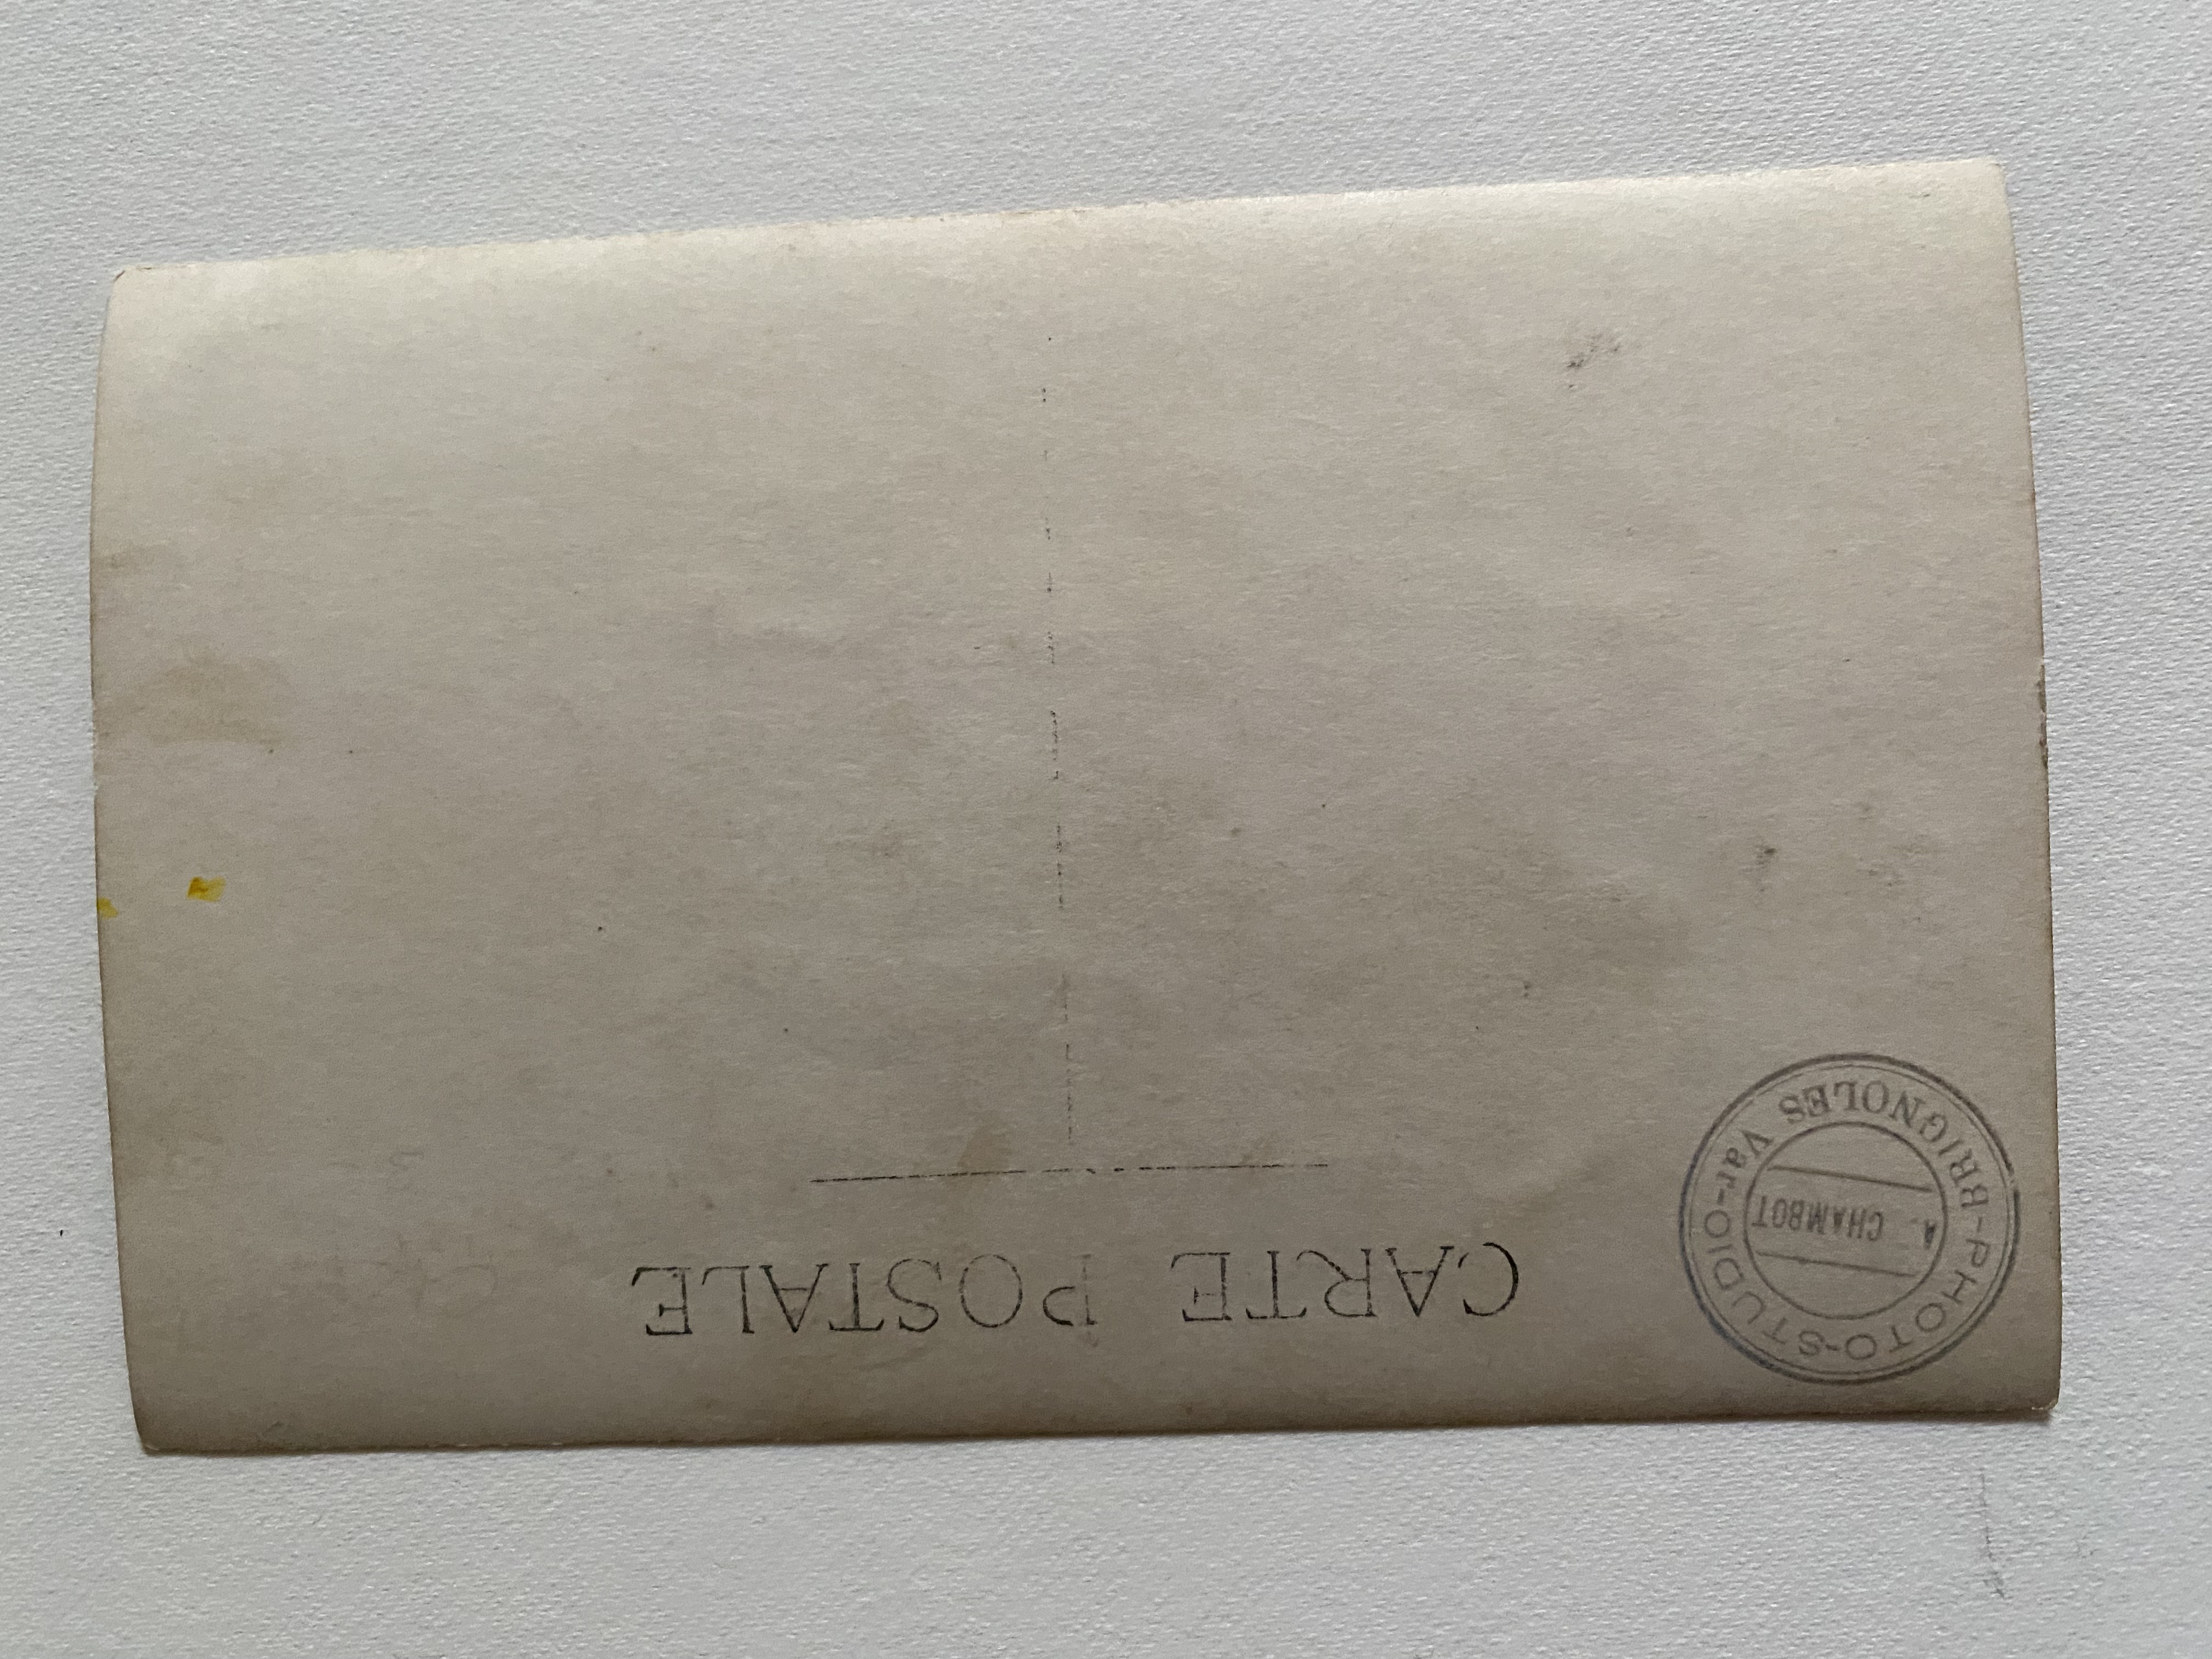 CARTE POSTALE
PHOTO-STUDIO-
BRIGNOLES Var-
A. CHAMBOT